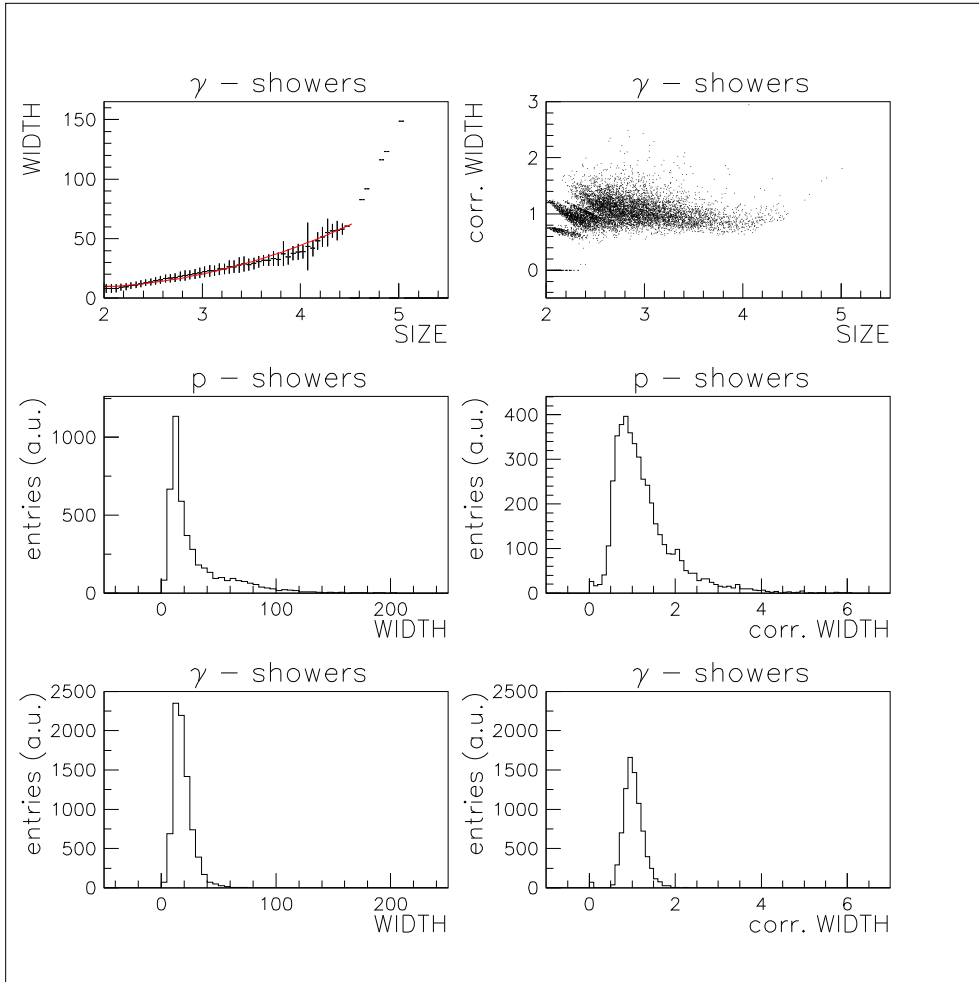 γ – showers
WIDTH
150
100
50
0
2
3
4
5
SIZE
γ – showers
corr. WIDTH
3
2
1
0
2
3
4
5
SIZE
p – showers
entries (a.u.)
1000
500
0
0
100
200
WIDTH
p – showers
entries (a.u.)
400
300
200
100
0
0
2
4
6
corr. WIDTH
γ – showers
entries (a.u.)
2500
2000
1500
1000
500
0
0
100
200
WIDTH
γ – showers
entries (a.u.)
2500
2000
1500
1000
500
0
0
2
4
6
corr. WIDTH